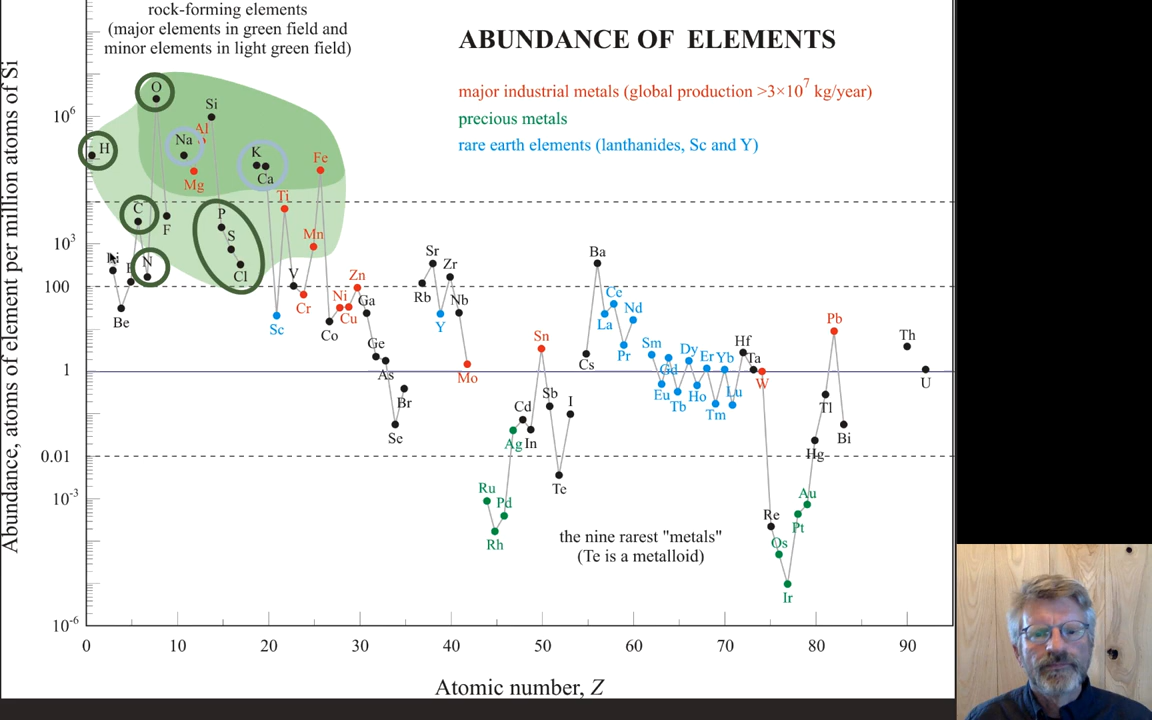 rock-forming elements
(major elements in green field and
minor elements in light green field)
ABUNDANCE OF ELEMENTS
major industrial metals (global production >3×10⁷ kg/year)
precious metals
rare earth elements (lanthanides, Sc and Y)
Abundance, atoms of element per million atoms of Si
10⁶
10³
100
1
0.01
10⁻³
10⁻⁶
H
Be
C
N
O
F
Na
Mg
Al
Si
P
S
Cl
K
Ca
Sc
Ti
V
Cr
Mn
Fe
Co
Ni
Cu
Zn
Ga
Ge
As
Se
Br
Rb
Sr
Y
Zr
Nb
Mo
Ru
Rh
Pd
Ag
Cd
In
Sn
Sb
Te
I
Cs
Ba
La
Ce
Pr
Nd
Sm
Eu
Gd
Tb
Dy
Ho
Er
Tm
Yb
Lu
Hf
Ta
W
Re
Os
Ir
Pt
Au
Hg
Tl
Pb
Bi
Th
U
the nine rarest "metals"
(Te is a metalloid)
0 10 20 30 40 50 60 70 80 90
Atomic number, Z